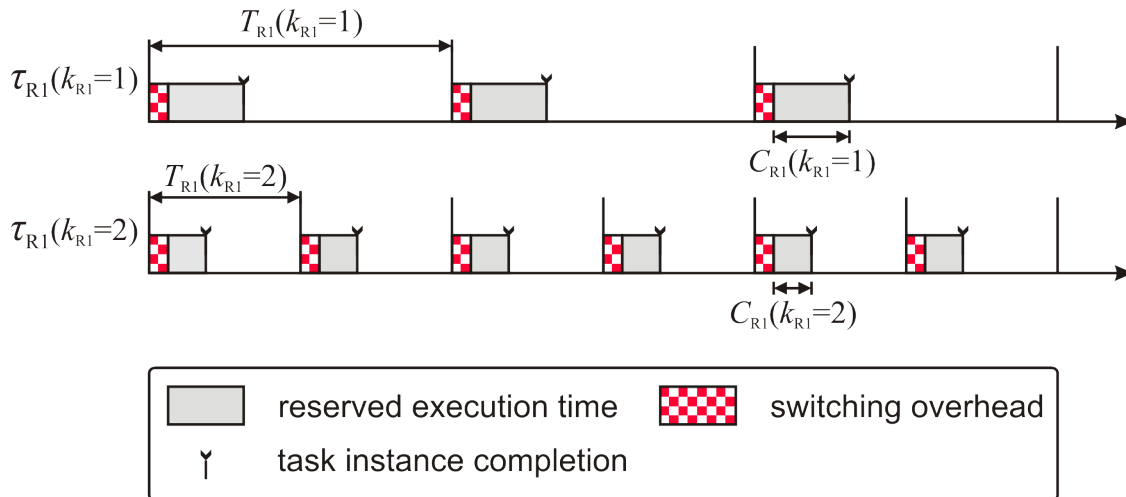 T_R1(k_R1=1)
τ_R1(k_R1=1)
C_R1(k_R1=1)
T_R1(k_R1=2)
τ_R1(k_R1=2)
C_R1(k_R1=2)
reserved execution time
switching overhead
task instance completion